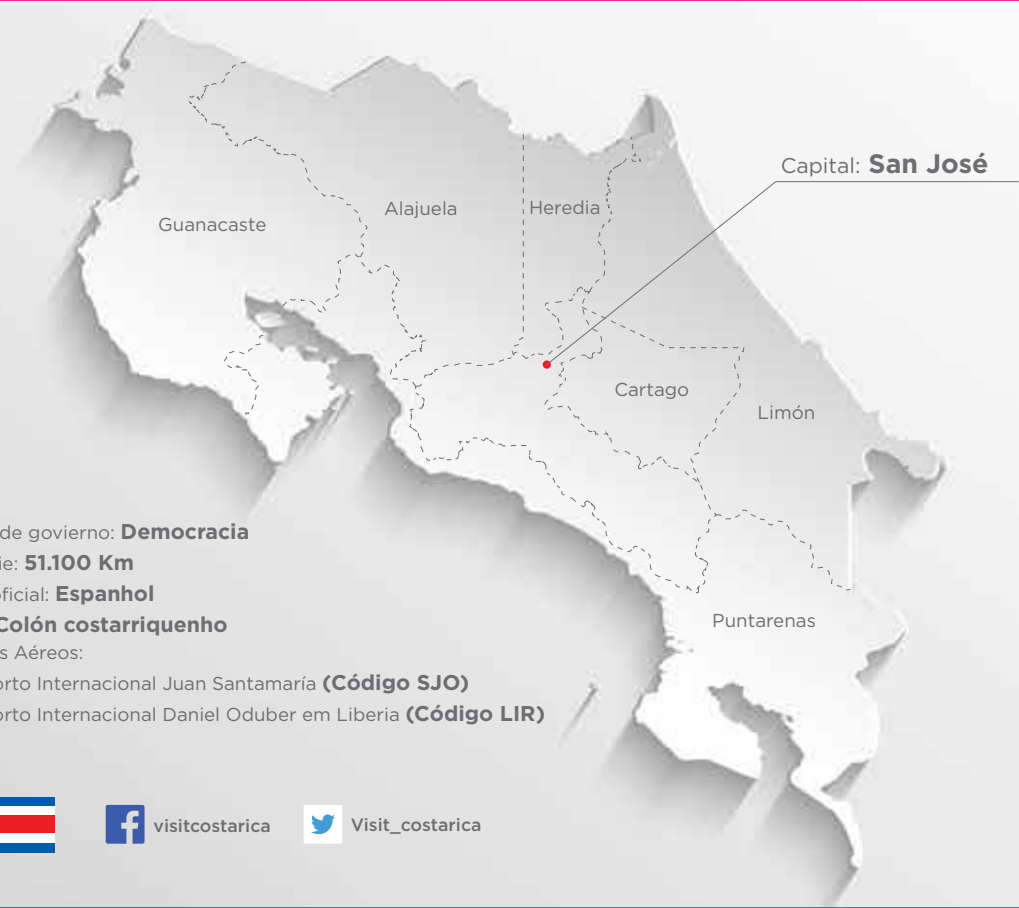 Capital: San José
Guanacaste
Alajuela
Heredia
Cartago
Limón
Puntarenas
de govierno: Democracia
ie: 51.100 Km
ficial: Espanhol
Colón costarriquenho
s Aéreos:
orto Internacional Juan Santamaría (Código SJO)
orto Internacional Daniel Oduber em Liberia (Código LIR)
visitcostarica
Visit_costarica